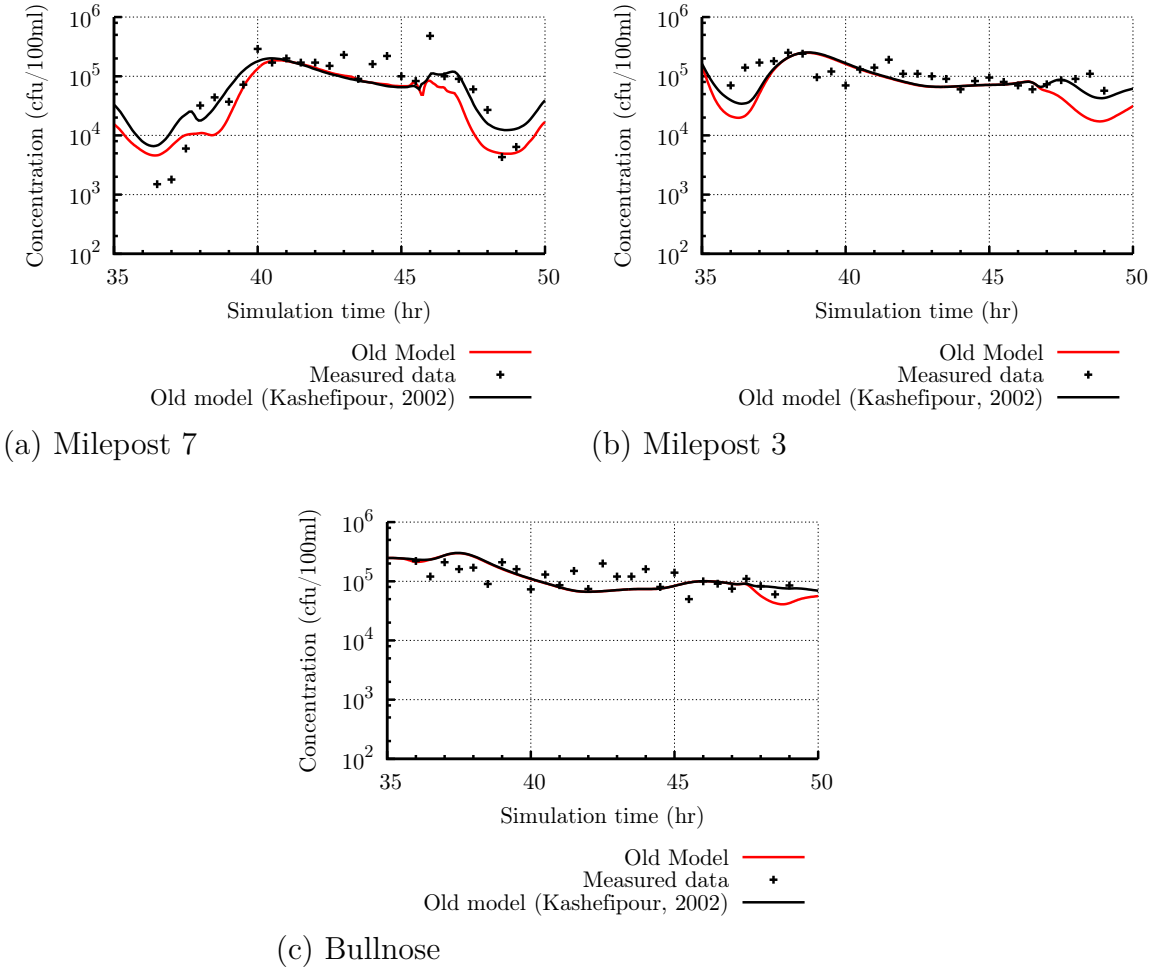 10^6
10^5
10^4
10^3
10^2
Concentration (cfu/100ml)
35 40 45 50
Simulation time (hr)
Old Model
Measured data
Old model (Kashefipour, 2002)
(a) Milepost 7
10^6
10^5
10^4
10^3
10^2
Concentration (cfu/100ml)
35 40 45 50
Simulation time (hr)
Old Model
Measured data
Old model (Kashefipour, 2002)
(b) Milepost 3
10^6
10^5
10^4
10^3
10^2
Concentration (cfu/100ml)
35 40 45 50
Simulation time (hr)
Old Model
Measured data
Old model (Kashefipour, 2002)
(c) Bullnose